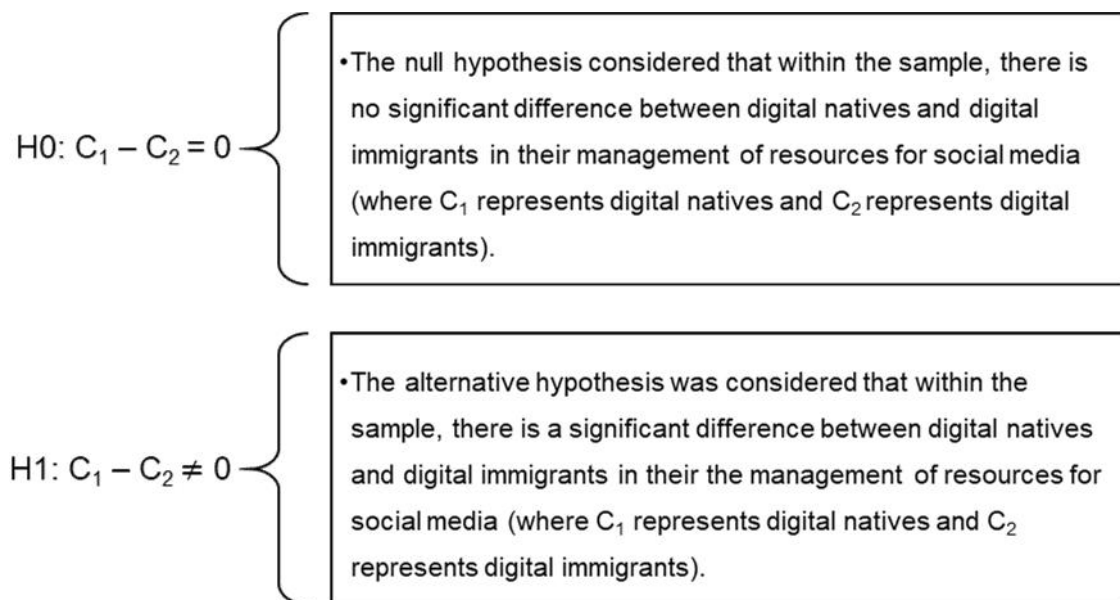 H0: C₁ – C₂ = 0
•The null hypothesis considered that within the sample, there is
no significant difference between digital natives and digital
immigrants in their management of resources for social media
(where C₁ represents digital natives and C₂ represents digital
immigrants).
H1: C₁ – C₂ ≠ 0
•The alternative hypothesis was considered that within the
sample, there is a significant difference between digital natives
and digital immigrants in their the management of resources for
social media (where C₁ represents digital natives and C₂
represents digital immigrants).